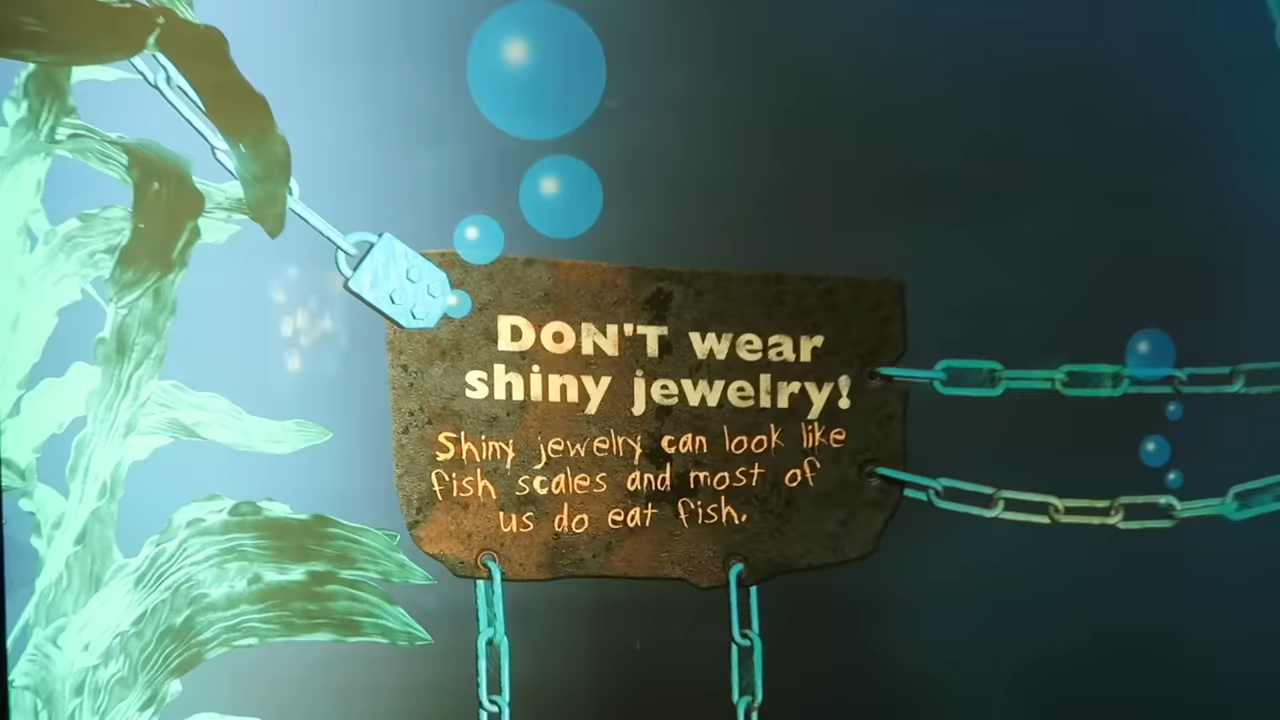 DON'T wear
shiny jewelry!
Shiny jewelry can look like
fish scales and most of
us do eat fish.